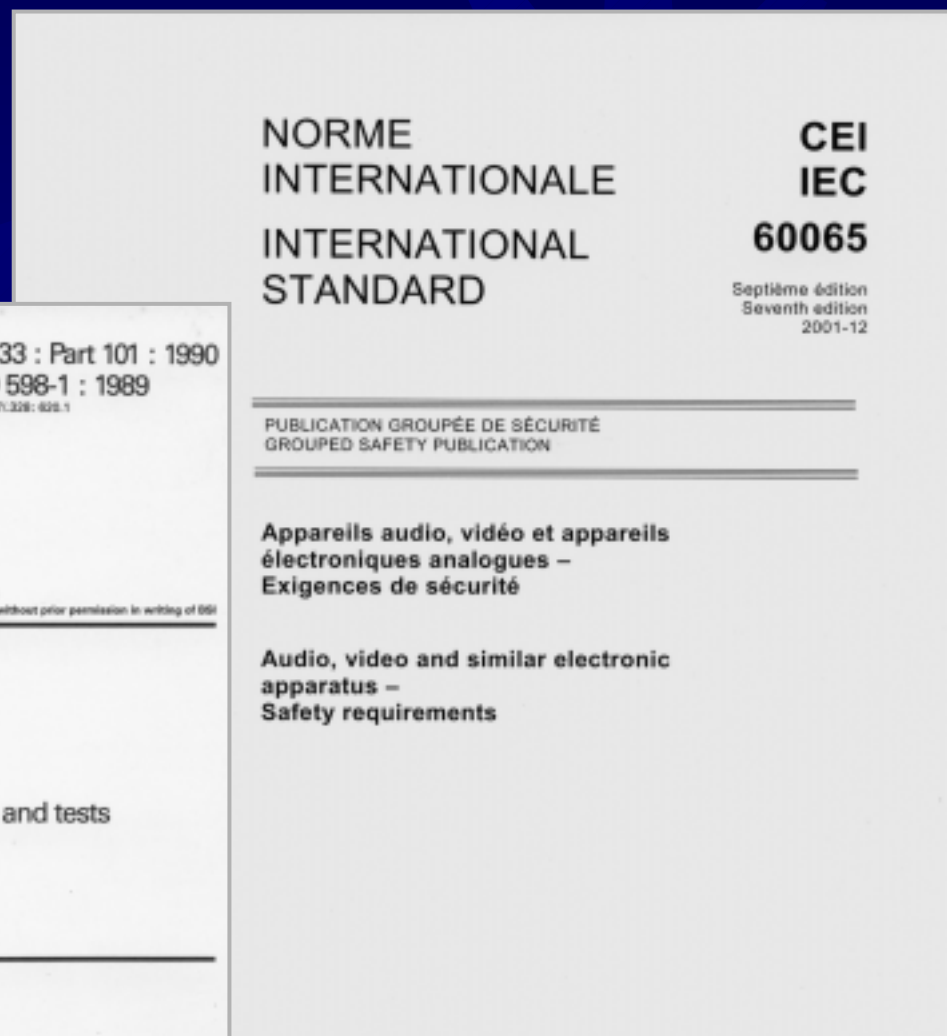 NORME
INTERNATIONALE
INTERNATIONAL
STANDARD
CEI
IEC
60065
Septième édition
Seventh edition
2001-12
PUBLICATION GROUPÉE DE SÉCURITÉ
GROUPED SAFETY PUBLICATION
Appareils audio, vidéo et appareils
électroniques analogues –
Exigences de sécurité
Audio, video and similar electronic
apparatus –
Safety requirements
33 : Part 101 : 1990
598-1 : 1989
without prior permission in writing of BSI
and tests